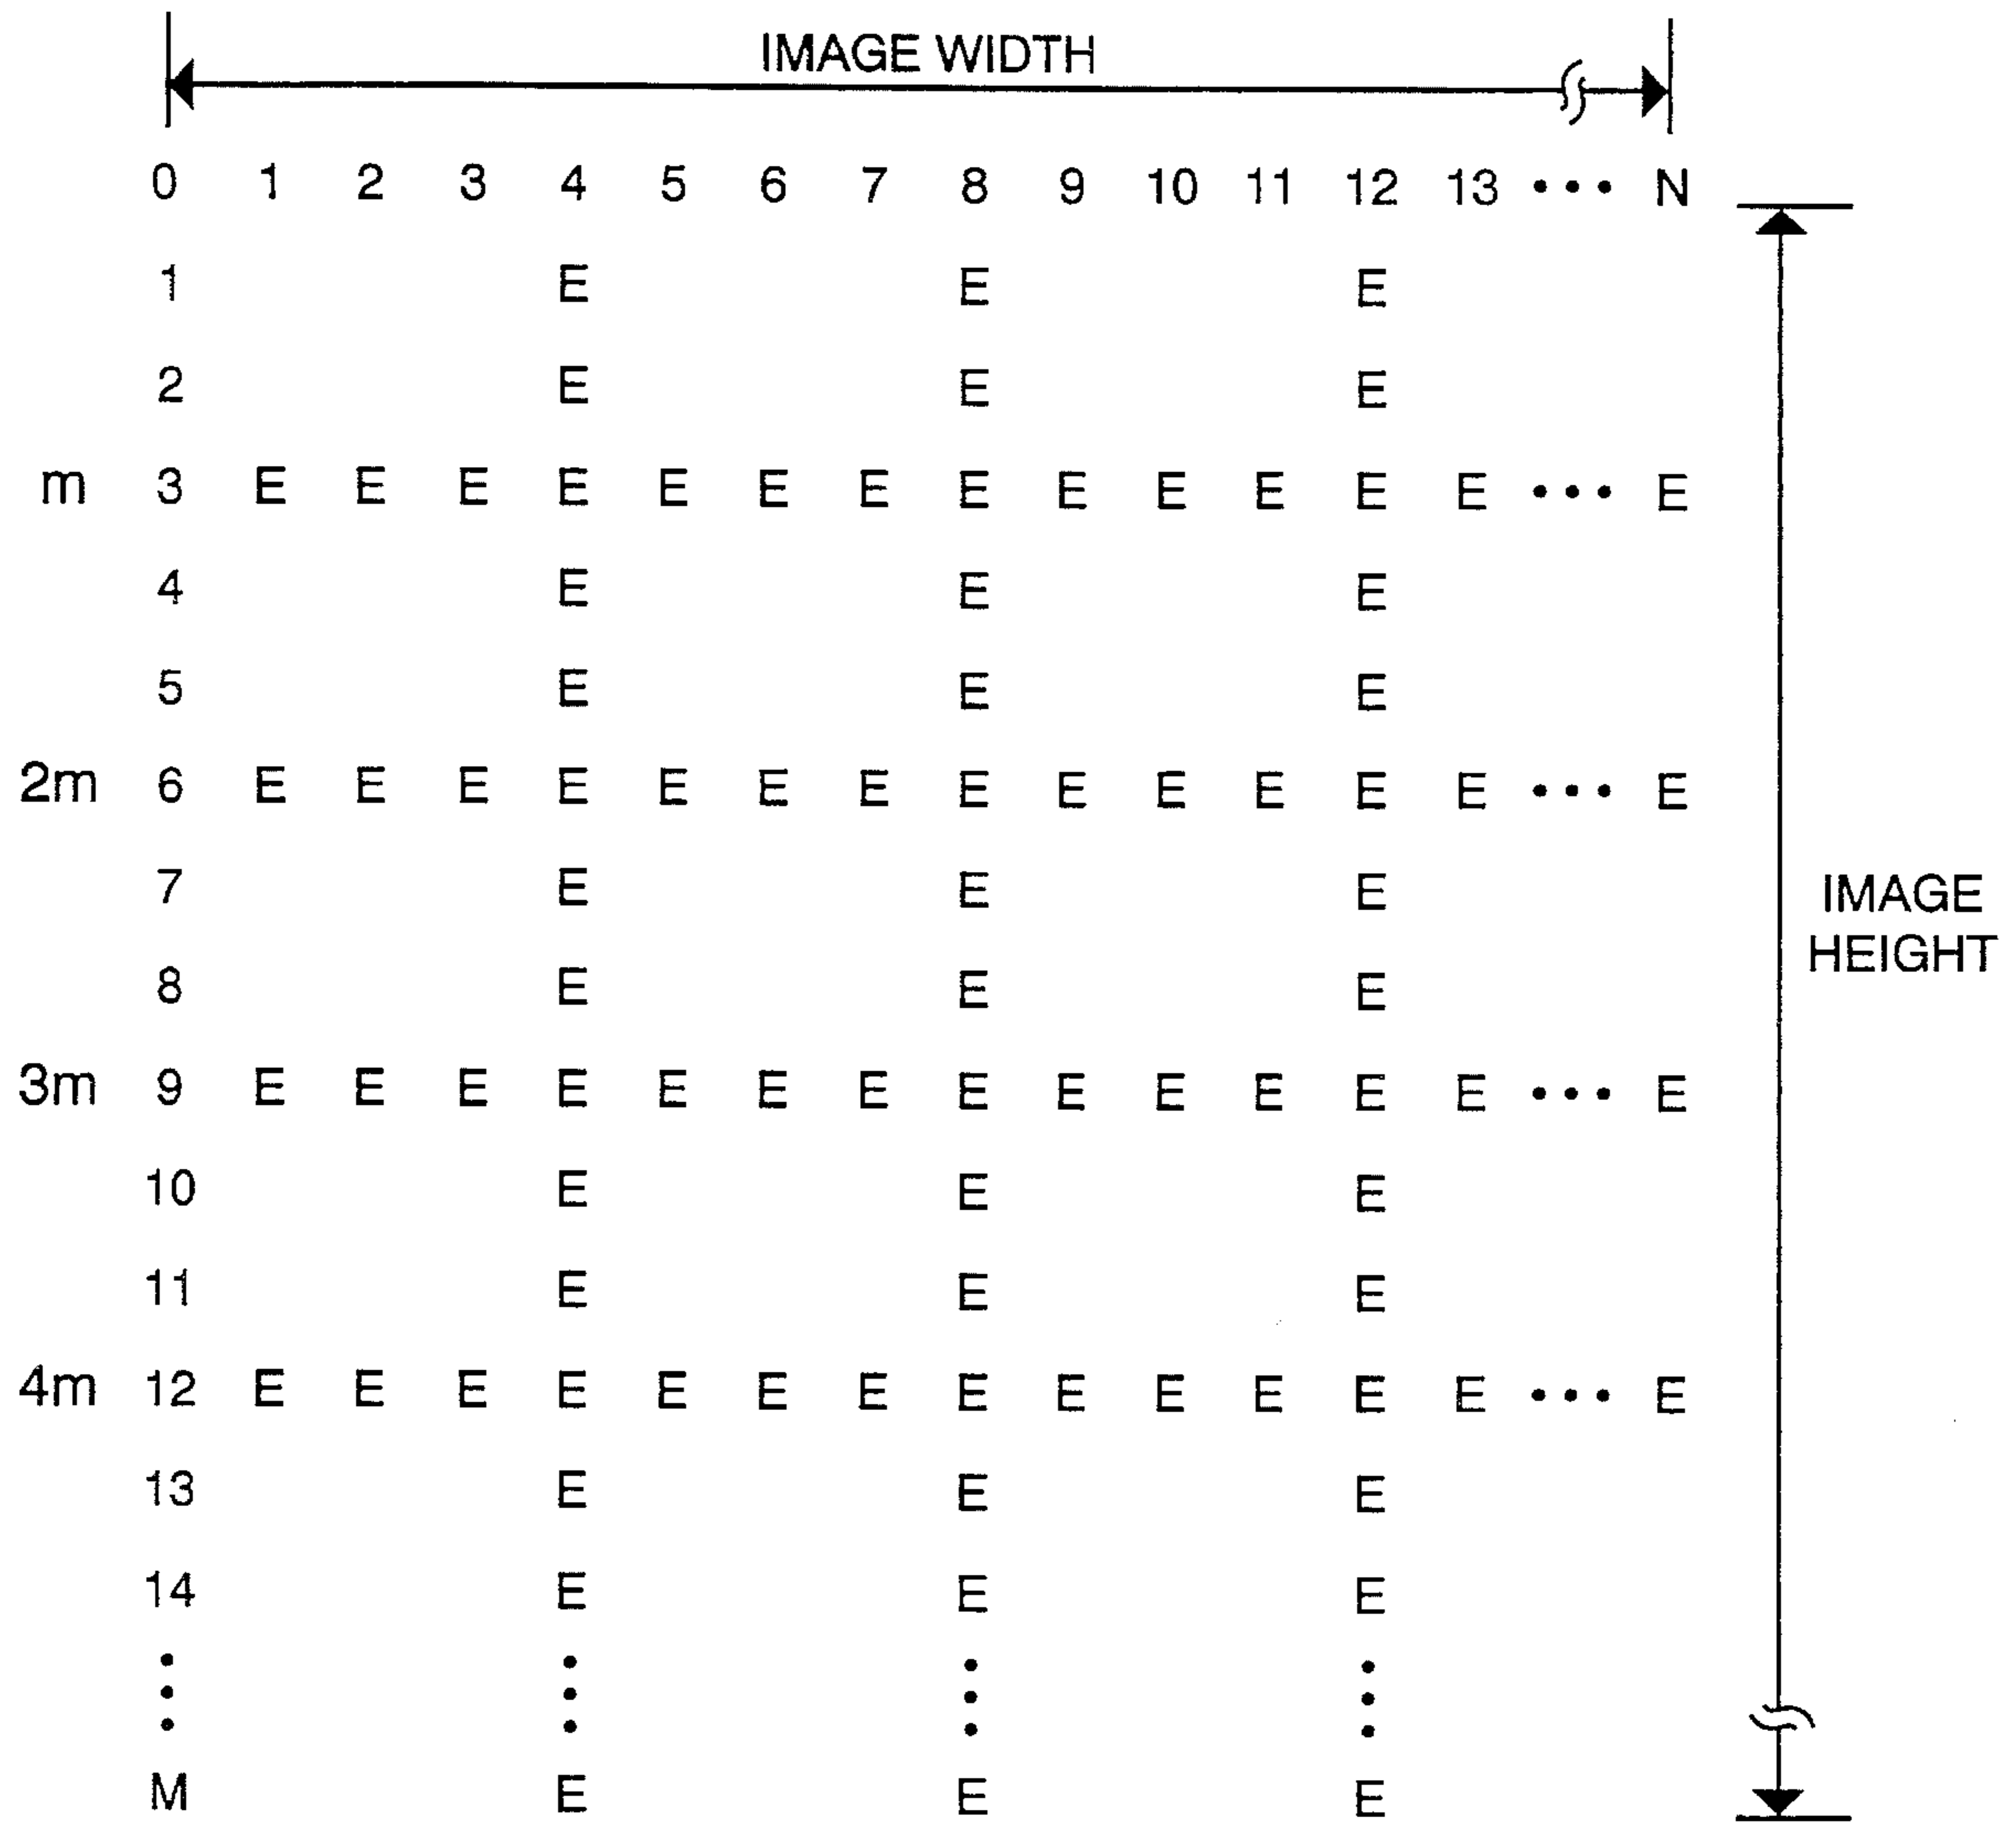 IMAGE WIDTH
0 1 2 3 4 5 6 7 8 9 10 11 12 13 • • • N
1 E E E
2 E E E
m 3 E E E E E E E E E E E E E • • • E
4 E E E
5 E E E
2m 6 E E E E E E E E E E E E E • • • E
7 E E E
IMAGE
HEIGHT
8 E E E
3m 9 E E E E E E E E E E E E E • • • E
10 E E E
11 E E E
4m 12 E E E E E E E E E E E E E • • • E
13 E E E
14 E E E
M E E E